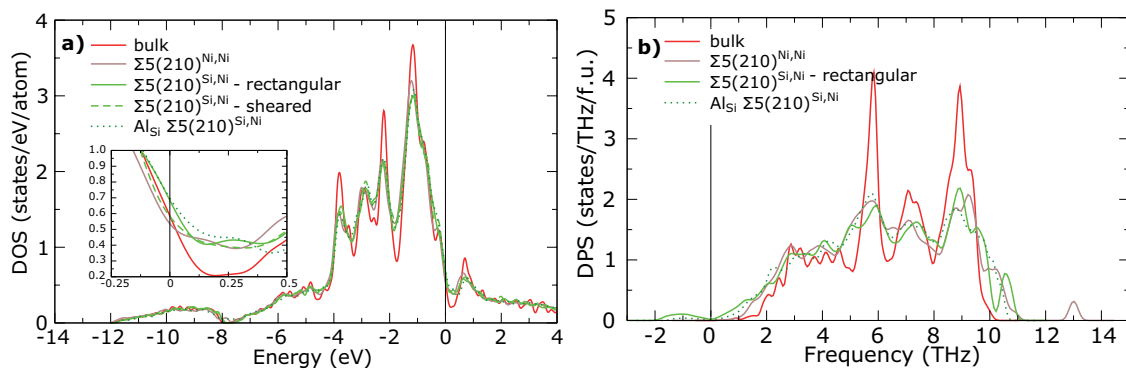 a)
bulk
Σ5(210)Ni,Ni
Σ5(210)Si,Ni - rectangular
Σ5(210)Si,Ni - sheared
AlSi Σ5(210)Si,Ni
DOS (states/eV/atom)
4
3
2
1
0
1.0
0.9
0.8
0.7
0.6
0.5
0.4
0.3
0.2
-0.25 0 0.25 0.5
-14 -12 -10 -8 -6 -4 -2 0 2 4
Energy (eV)
b)
bulk
Σ5(210)Ni,Ni
Σ5(210)Si,Ni - rectangular
AlSi Σ5(210)Si,Ni
DPS (states/THz/f.u.)
5
4
3
2
1
0
-2 0 2 4 6 8 10 12 14
Frequency (THz)